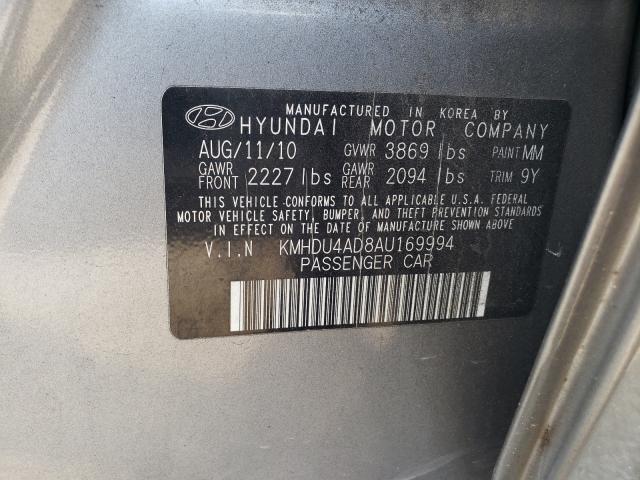 MANUFACTURED IN KOREA BY
HYUNDAI MOTOR COMPANY
AUG/11/10 GVWR 3869 lbs PAINT MM
GAWR FRONT 2227 lbs GAWR REAR 2094 lbs TRIM 9Y
THIS VEHICLE CONFORMS TO ALL APPLICABLE U.S.A. FEDERAL
MOTOR VEHICLE SAFETY, BUMPER, AND THEFT PREVENTION STANDARDS
IN EFFECT ON THE DATE OF MANUFACTURE SHOWN ABOVE
V.I.N KMHDU4AD8AU169994
PASSENGER CAR